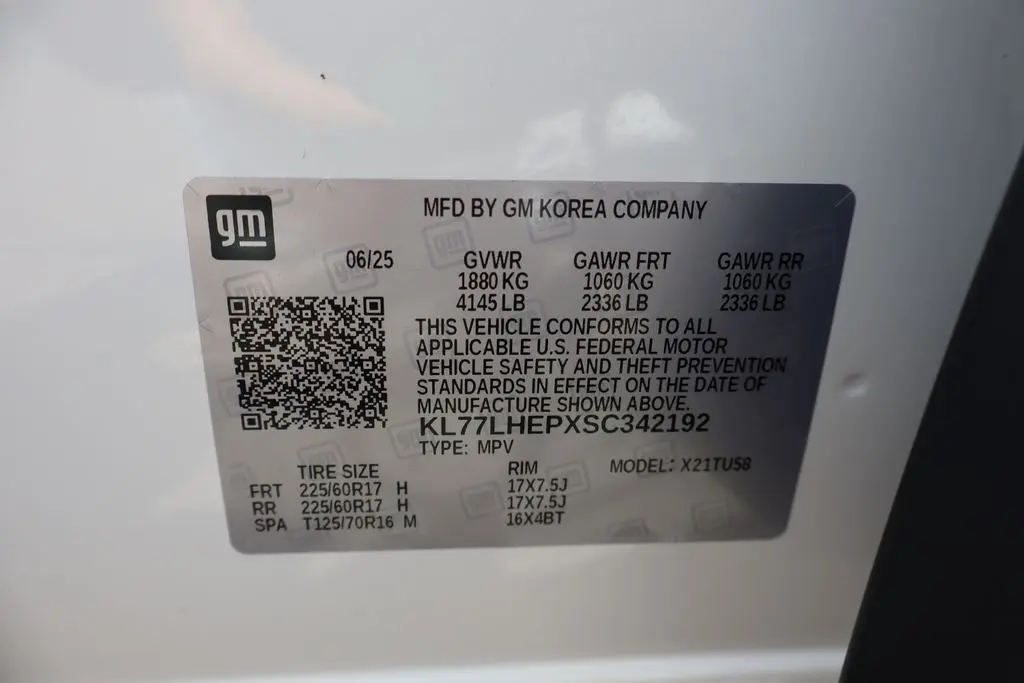 gm
MFD BY GM KOREA COMPANY
06/25 GVWR GAWR FRT GAWR RR
1880 KG 1060 KG 1060 KG
4145 LB 2336 LB 2336 LB
THIS VEHICLE CONFORMS TO ALL
APPLICABLE U.S. FEDERAL MOTOR
VEHICLE SAFETY AND THEFT PREVENTION
STANDARDS IN EFFECT ON THE DATE OF
MANUFACTURE SHOWN ABOVE.
KL77LHEPXSC342192
TYPE: MPV
TIRE SIZE RIM MODEL: X21TU58
FRT 225/60R17 H 17X7.5J
RR 225/60R17 H 17X7.5J
SPA T125/70R16 M 16X4BT